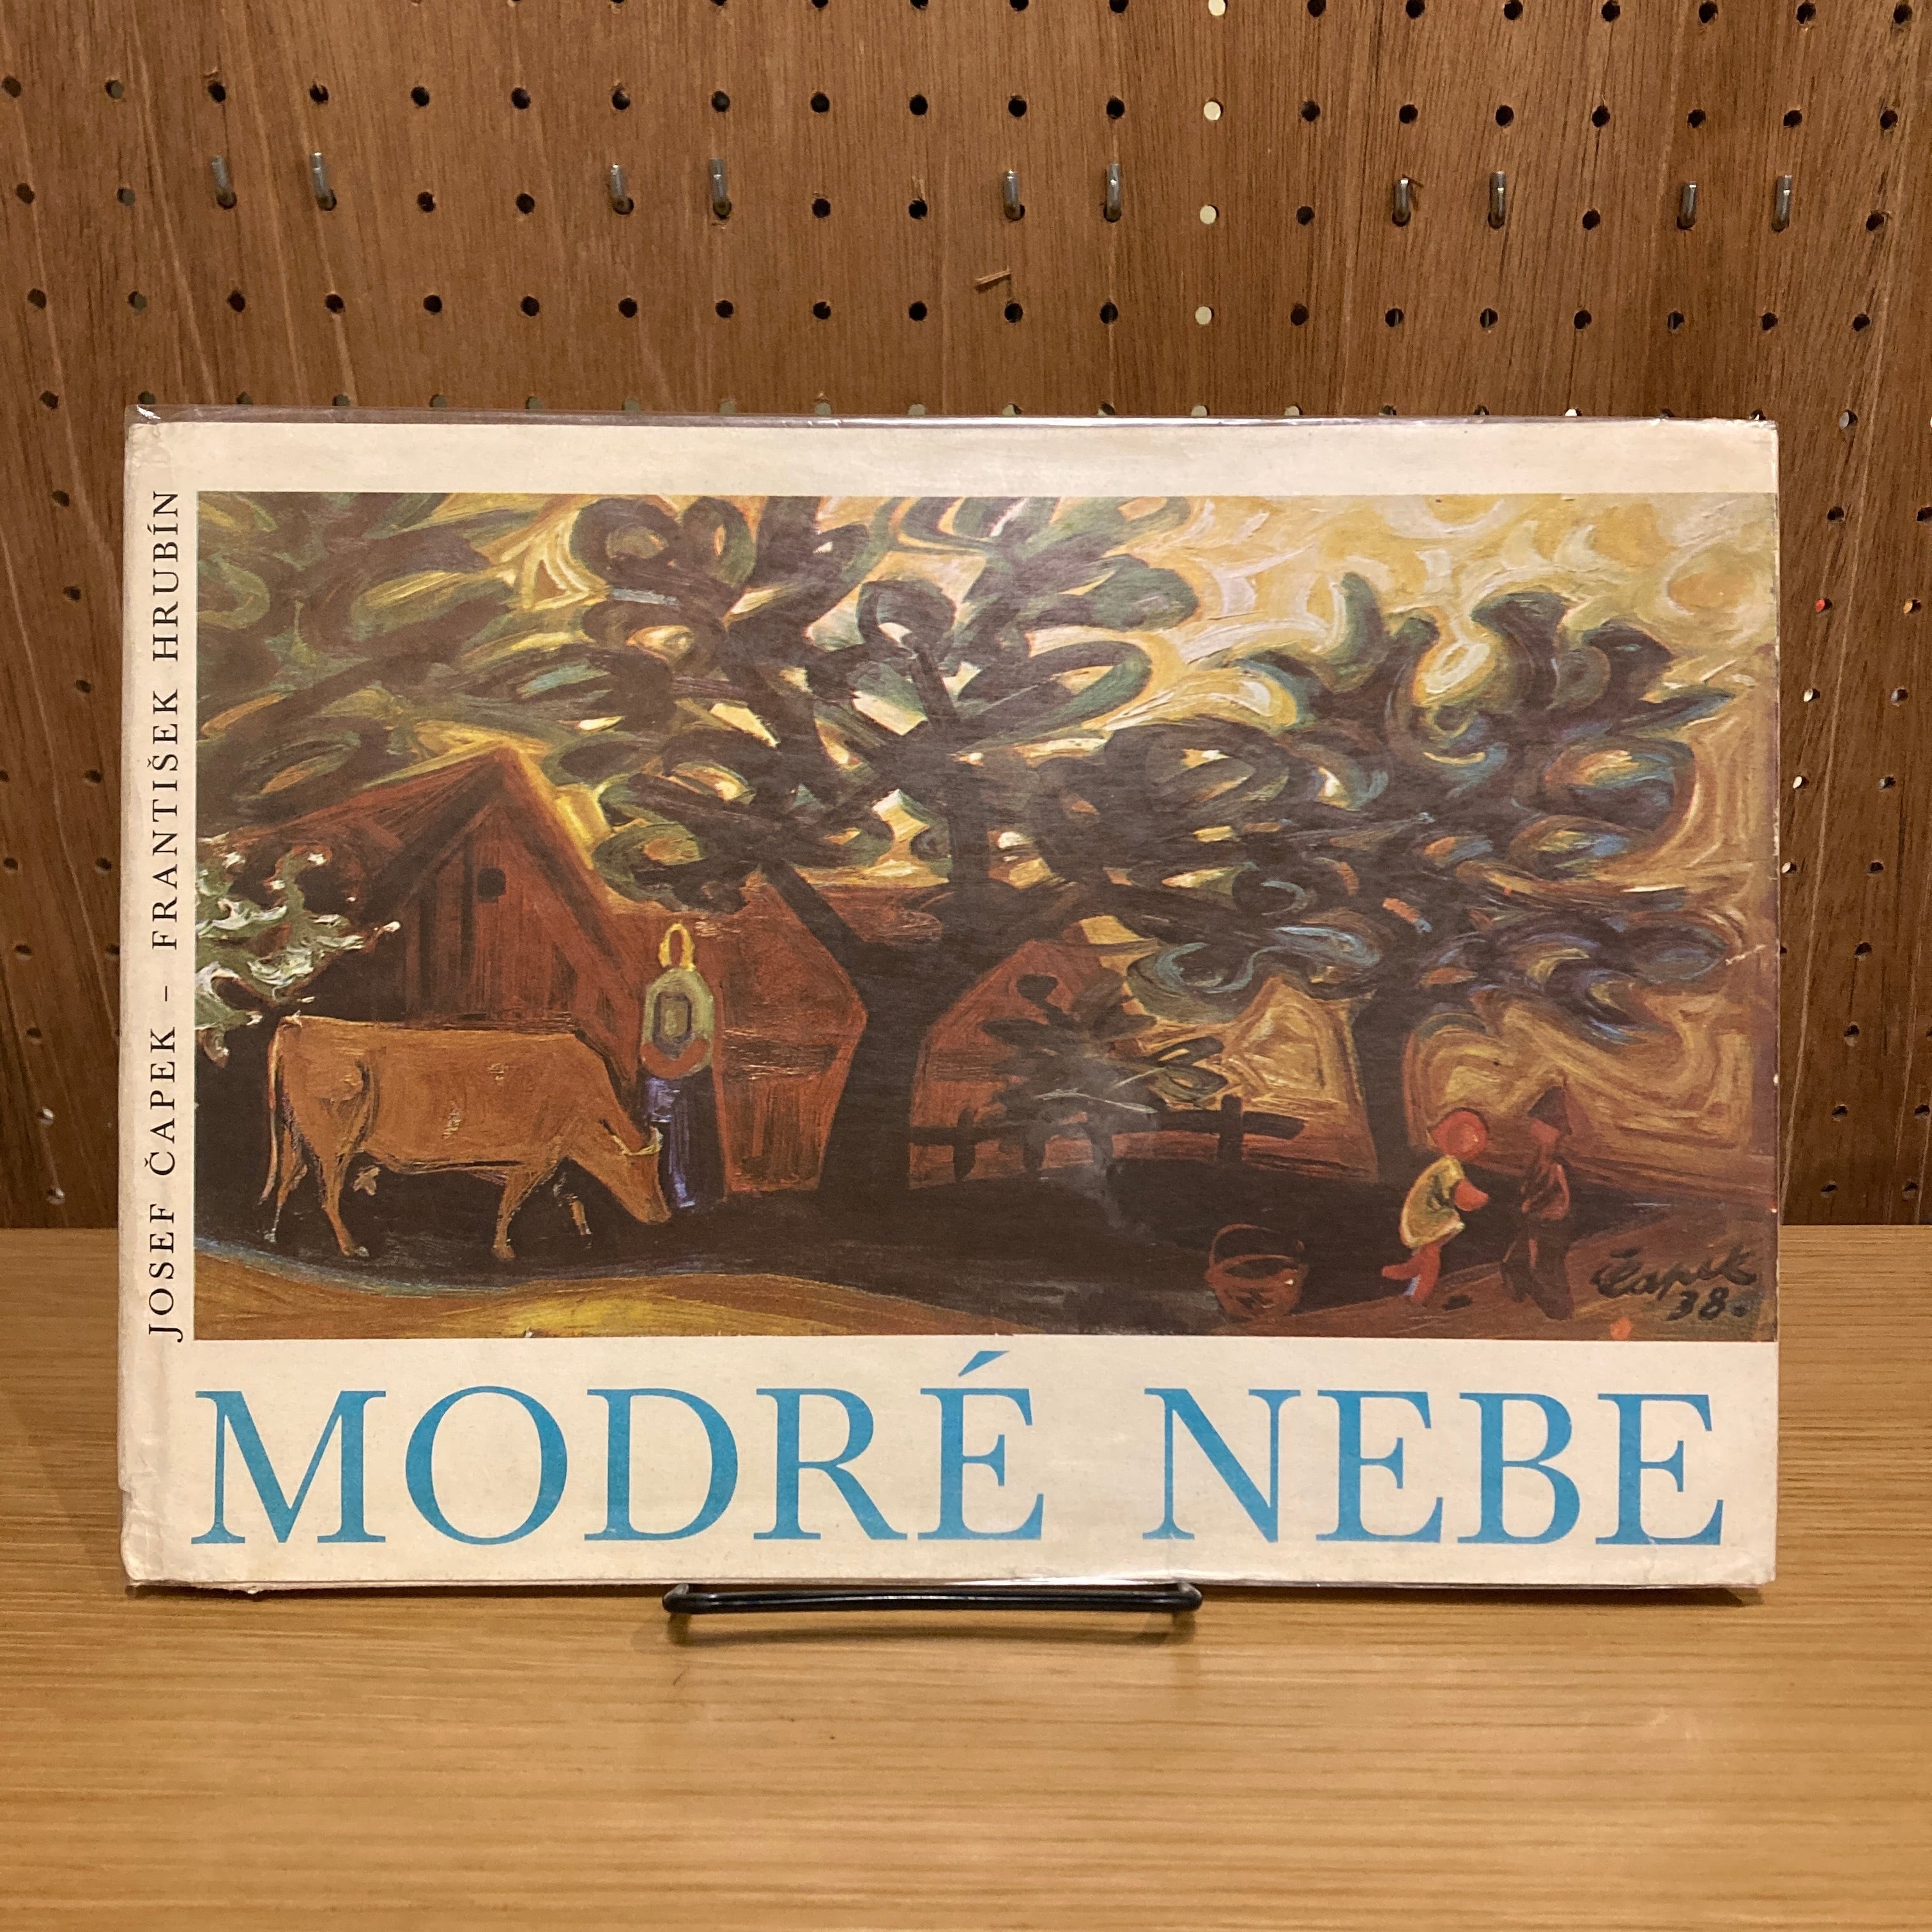 JOSEF ČAPEK – FRANTIŠEK HRUBÍN
Čapek
38.
MODRÉ NEBE